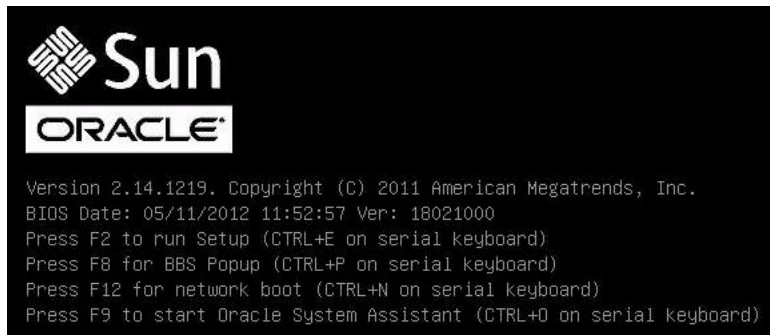 Sun
ORACLE
Version 2.14.1219. Copyright (C) 2011 American Megatrends, Inc.
BIOS Date: 05/11/2012 11:52:57 Ver: 18021000
Press F2 to run Setup (CTRL+E on serial keyboard)
Press F8 for BBS Popup (CTRL+P on serial keyboard)
Press F12 for network boot (CTRL+N on serial keyboard)
Press F9 to start Oracle System Assistant (CTRL+O on serial keyboard)